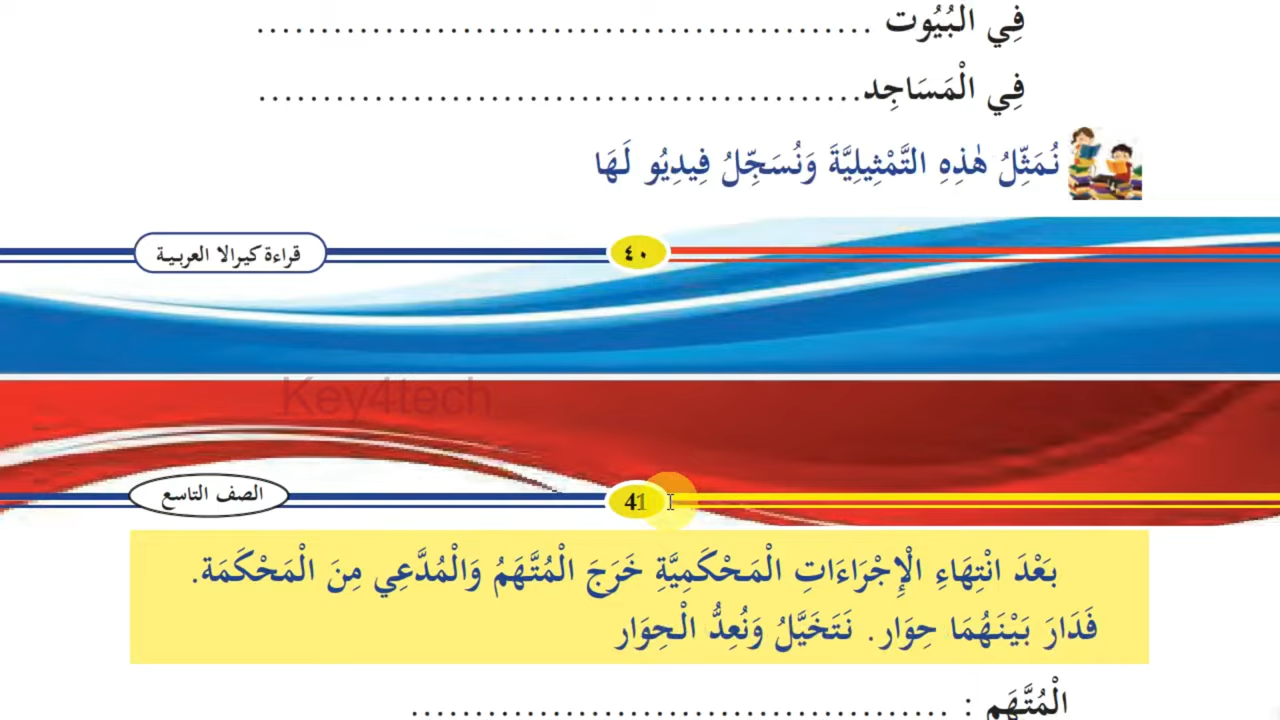 فِي الْبُيُوت ................................................
فِي الْمَسَاجِد................................................
نُمَثِّلُ هٰذِهِ التَّمْثِيلِيَّةَ وَنُسَجِّلُ فِيدِيُو لَهَا
قراءة كيرالا العربية
٤٠
Key4tech
الصف التاسع
41
بَعْدَ انْتِهَاءِ الْإِجْرَاءَاتِ الْمَحْكَمِيَّةِ خَرَجَ الْمُتَّهَمُ وَالْمُدَّعِي مِنَ الْمَحْكَمَة.
فَدَارَ بَيْنَهُمَا حِوَار. نَتَخَيَّلُ وَنُعِدُّ الْحِوَار
الْمُتَّهَم : ..........................................